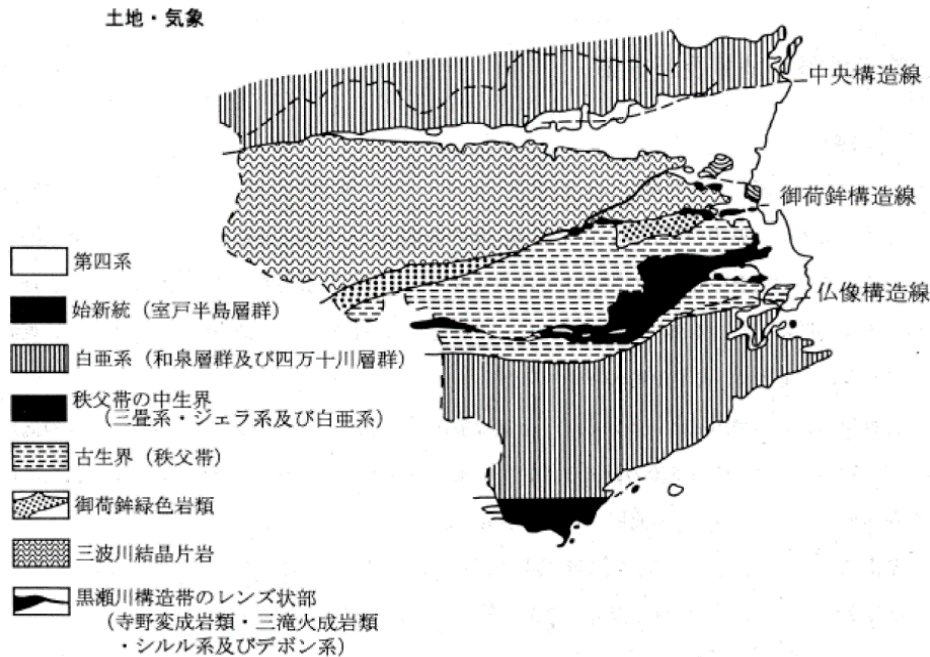 土地・気象
中央構造線
御荷鉾構造線
仏像構造線
第四系
始新統（室戸半島層群）
白亜系（和泉層群及び四万十川層群）
秩父帯の中生界
（三畳系・ジェラ系及び白亜系）
古生界（秩父帯）
御荷鉾緑色岩類
三波川結晶片岩
黒瀬川構造帯のレンズ状部
（寺野変成岩類・三滝火成岩類
・シルル系及びデボン系）